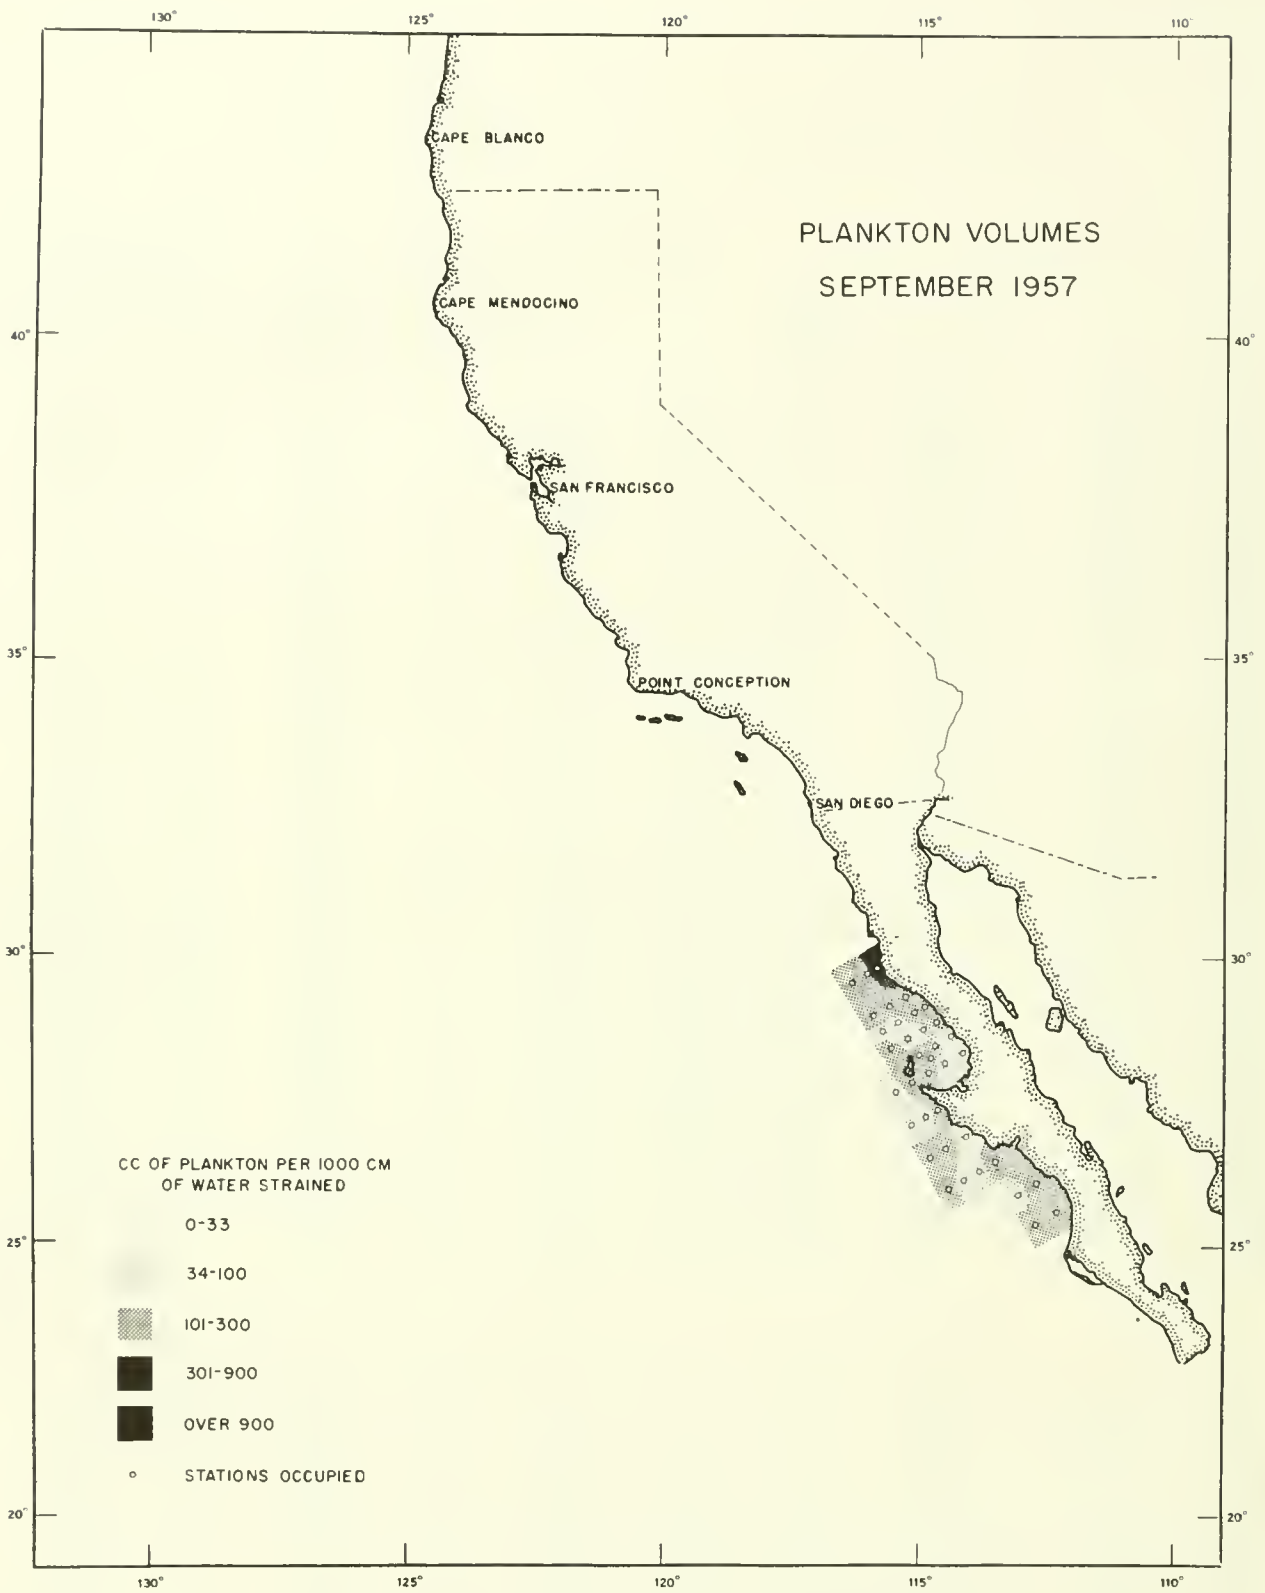 130° 125° 120° 115° 110°
CAPE BLANCO
PLANKTON VOLUMES
SEPTEMBER 1957
CAPE MENDOCINO
40° 40°
SAN FRANCISCO
35° 35°
POINT CONCEPTION
SAN DIEGO
30° 30°
CC OF PLANKTON PER 1000 CM
OF WATER STRAINED
0-33
25° 25°
34-100
101-300
301-900
OVER 900
STATIONS OCCUPIED
20° 20°
130° 125° 120° 115° 110°